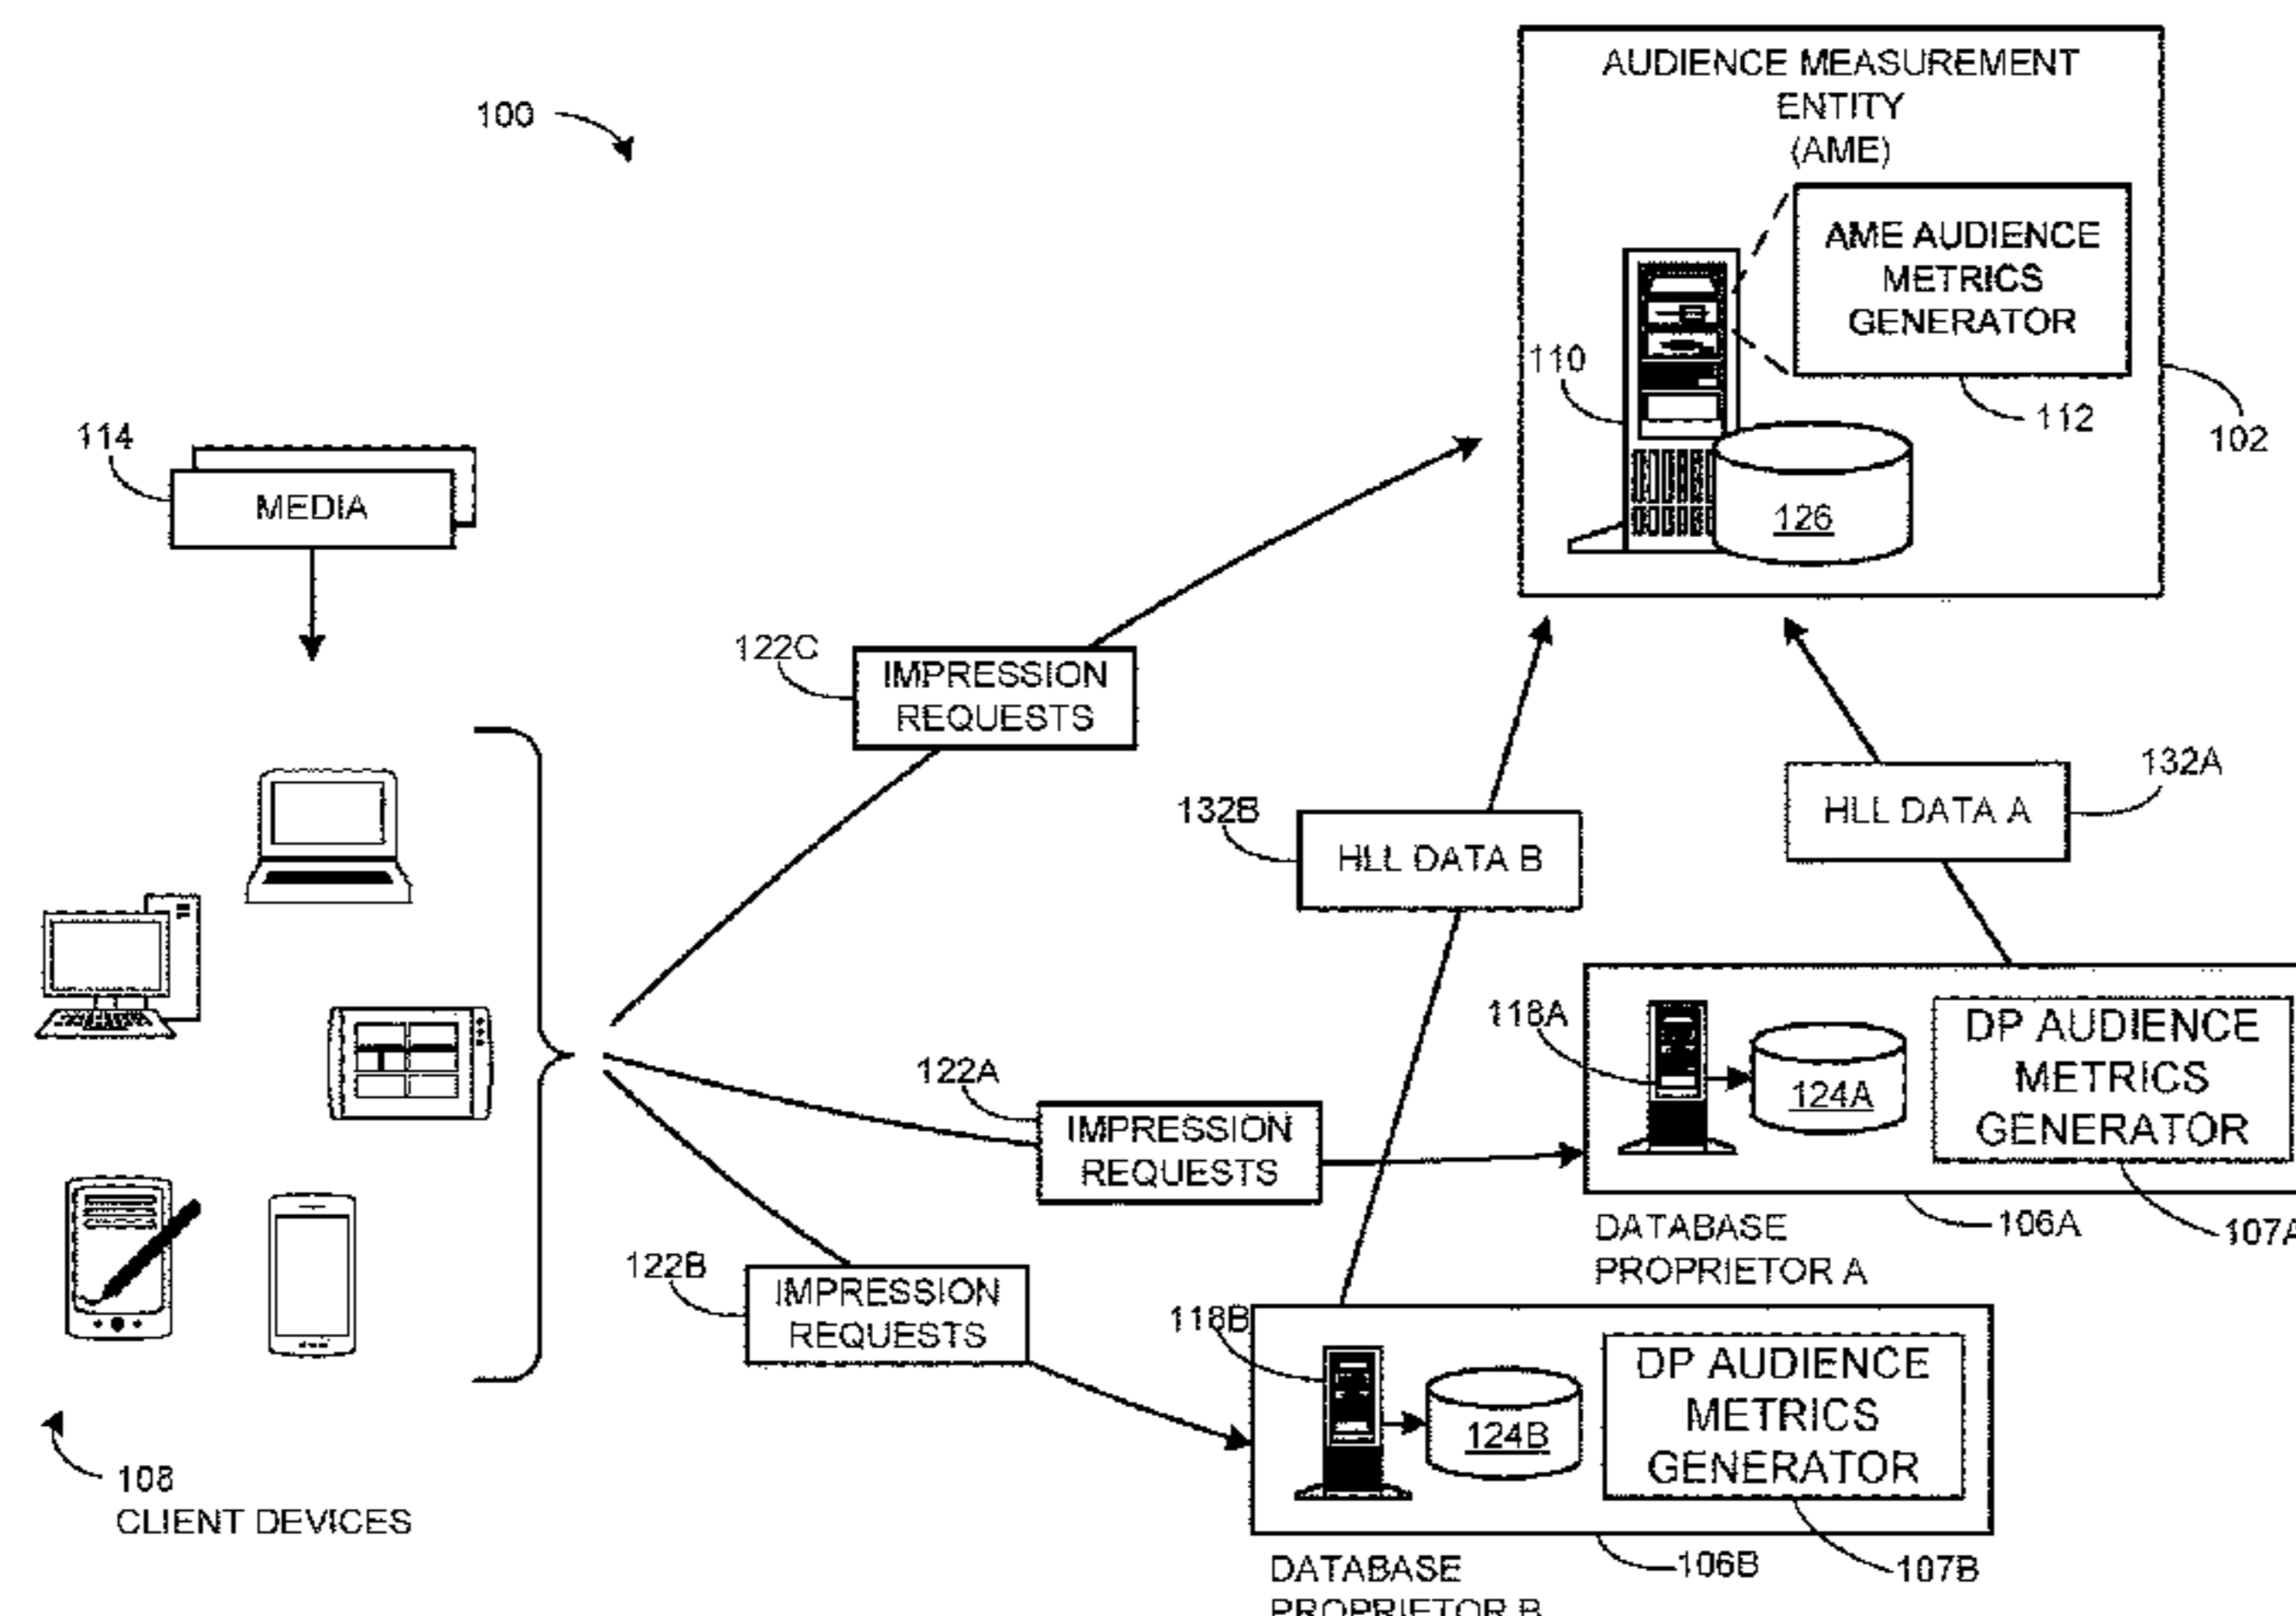 100
AUDIENCE MEASUREMENT
ENTITY
(AME)
AME AUDIENCE
METRICS
GENERATOR
110
112
102
126
114
MEDIA
122C
IMPRESSION
REQUESTS
132B
HLL DATA B
132A
HLL DATA A
122A
IMPRESSION
REQUESTS
118A
124A
DP AUDIENCE
METRICS
GENERATOR
106A
107A
DATABASE
PROPRIETOR A
122B
IMPRESSION
REQUESTS
118B
124B
DP AUDIENCE
METRICS
GENERATOR
106B
107B
DATABASE
PROPRIETOR B
108
CLIENT DEVICES